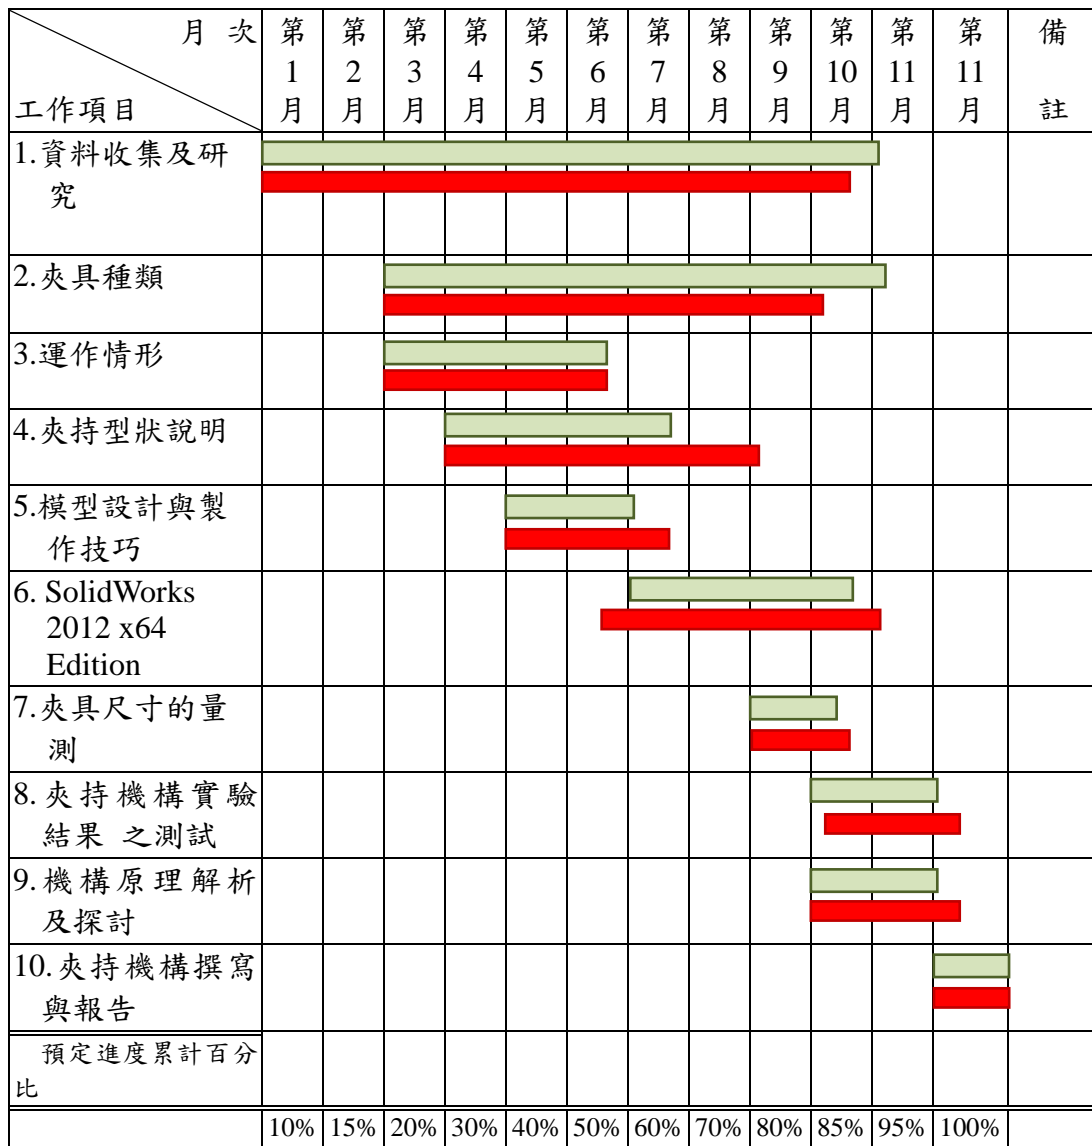 月 次 第 第 第 第 第 第 第 第 第 第 第 第 備
1 2 3 4 5 6 7 8 9 10 11 11
工作項目 月 月 月 月 月 月 月 月 月 月 月 月 註
1.資料收集及研
究
2.夾具種類
3.運作情形
4.夾持型狀說明
5.模型設計與製
作技巧
6. SolidWorks
2012 x64
Edition
7.夾具尺寸的量
測
8.夾持機構實驗
結果 之測試
9.機構原理解析
及探討
10.夾持機構撰寫
與報告
預定進度累計百分
比
10% 15% 20% 30% 40% 50% 60% 70% 80% 85% 95% 100%